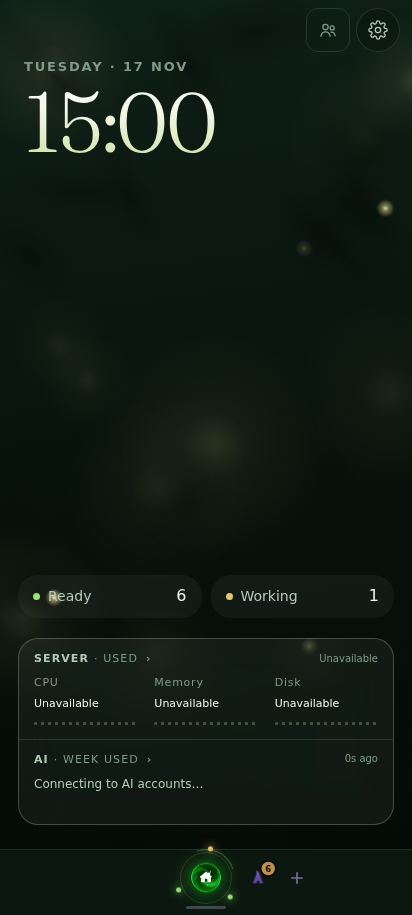 TUESDAY · 17 NOV
15:00
Ready 6
Working 1
SERVER · USED › Unavailable
CPU Memory Disk
Unavailable Unavailable Unavailable
AI · WEEK USED › 0s ago
Connecting to AI accounts…
6